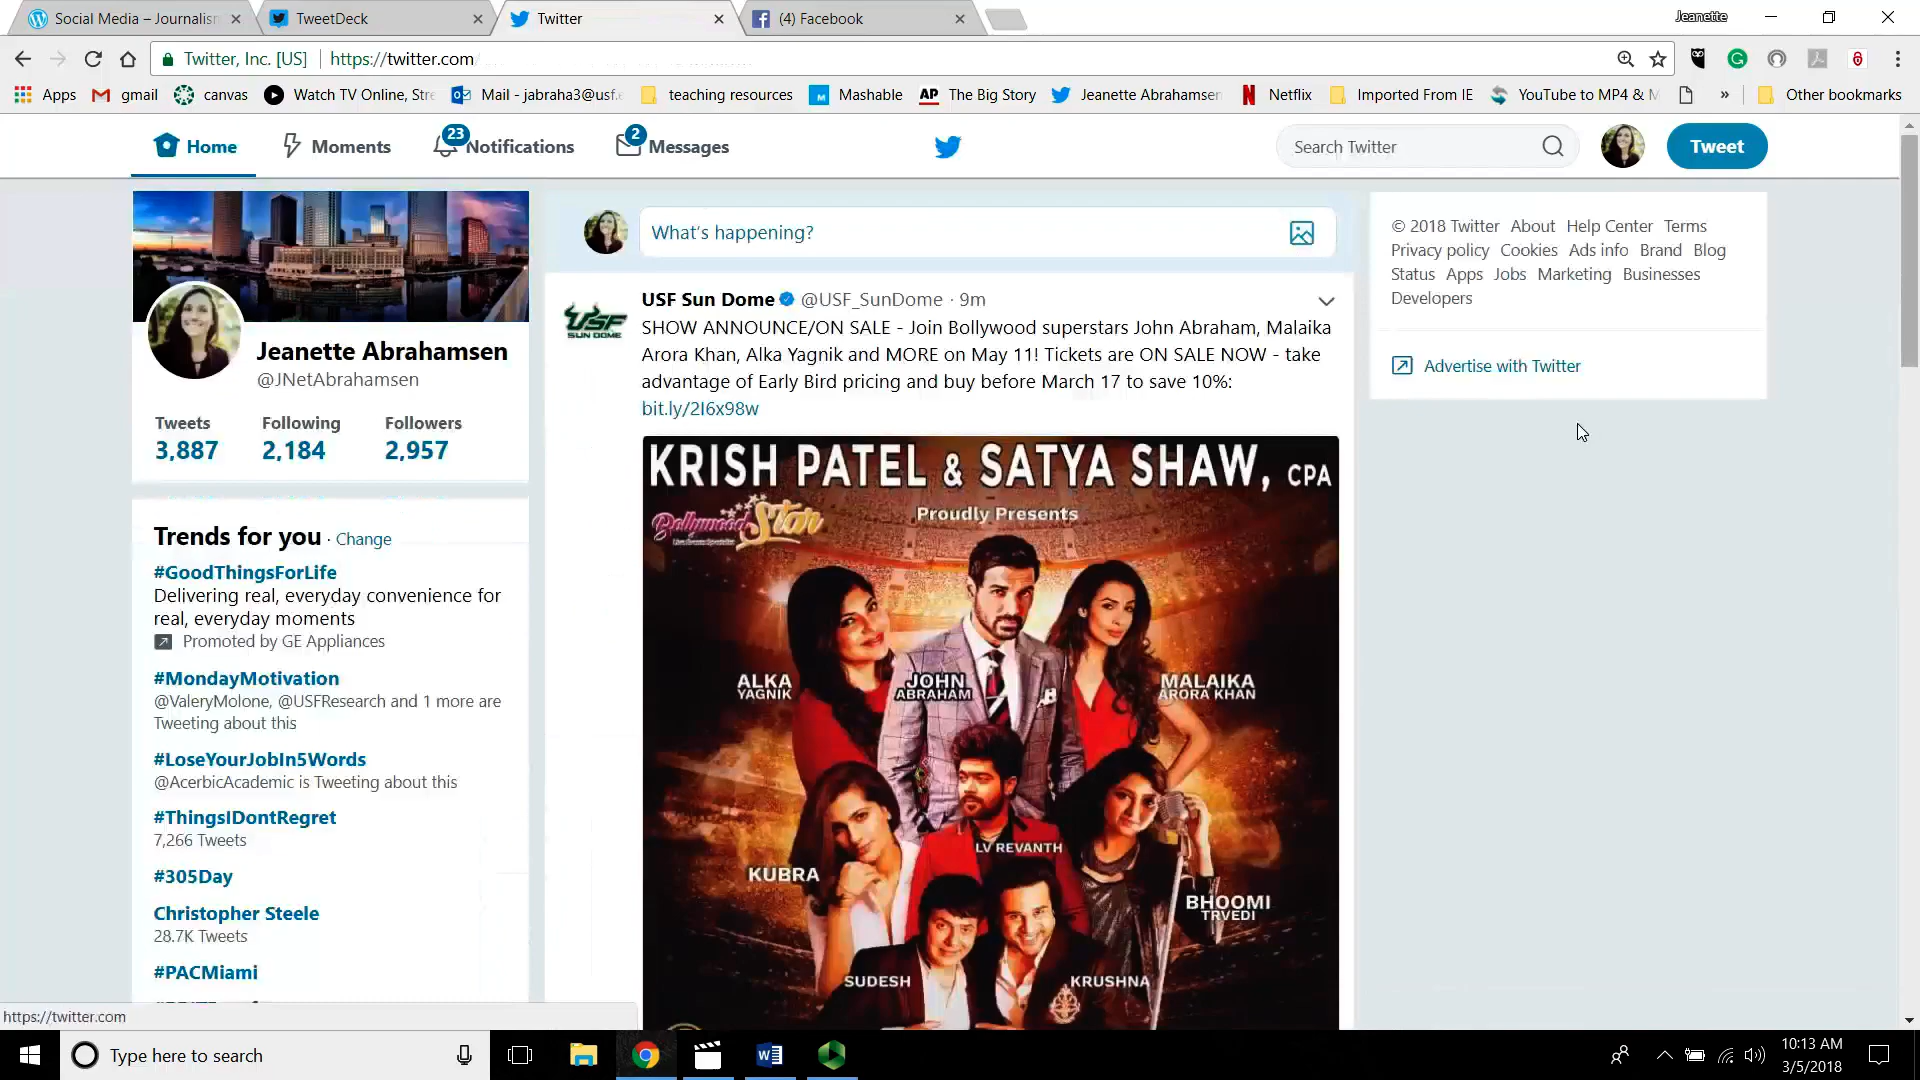 Social Media – Journalism
TweetDeck
Twitter
(4) Facebook
Jeanette
Twitter, Inc. [US]
https://twitter.com
Apps
gmail
canvas
Watch TV Online, Stre
Mail - jabraha3@usf.e
teaching resources
Mashable
AP
The Big Story
Jeanette Abrahamsen
Netflix
Imported From IE
YouTube to MP4 & M
»
Other bookmarks
Home
Moments
23
Notifications
2
Messages
Search Twitter
Tweet
Jeanette Abrahamsen
@JNetAbrahamsen
Tweets Following Followers
3,887 2,184 2,957
Trends for you · Change
#GoodThingsForLife
Delivering real, everyday convenience for
real, everyday moments
Promoted by GE Appliances
#MondayMotivation
@ValeryMolone, @USFResearch and 1 more are
Tweeting about this
#LoseYourJobIn5Words
@AcerbicAcademic is Tweeting about this
#ThingsIDontRegret
7,266 Tweets
#305Day
Christopher Steele
28.7K Tweets
#PACMiami
What's happening?
USF
SUN DOME
USF Sun Dome @USF_SunDome · 9m
SHOW ANNOUNCE/ON SALE - Join Bollywood superstars John Abraham, Malaika
Arora Khan, Alka Yagnik and MORE on May 11! Tickets are ON SALE NOW - take
advantage of Early Bird pricing and buy before March 17 to save 10%:
bit.ly/2I6x98w
KRISH PATEL & SATYA SHAW, CPA
Proudly Presents
Bollywood Star
ALKA
YAGNIK
JOHN
ABRAHAM
MALAIKA
ARORA KHAN
LV REVANTH
KUBRA
BHOOMI
TRVEDI
SUDESH
KRUSHNA
© 2018 Twitter About Help Center Terms
Privacy policy Cookies Ads info Brand Blog
Status Apps Jobs Marketing Businesses
Developers
Advertise with Twitter
https://twitter.com
Type here to search
10:13 AM
3/5/2018